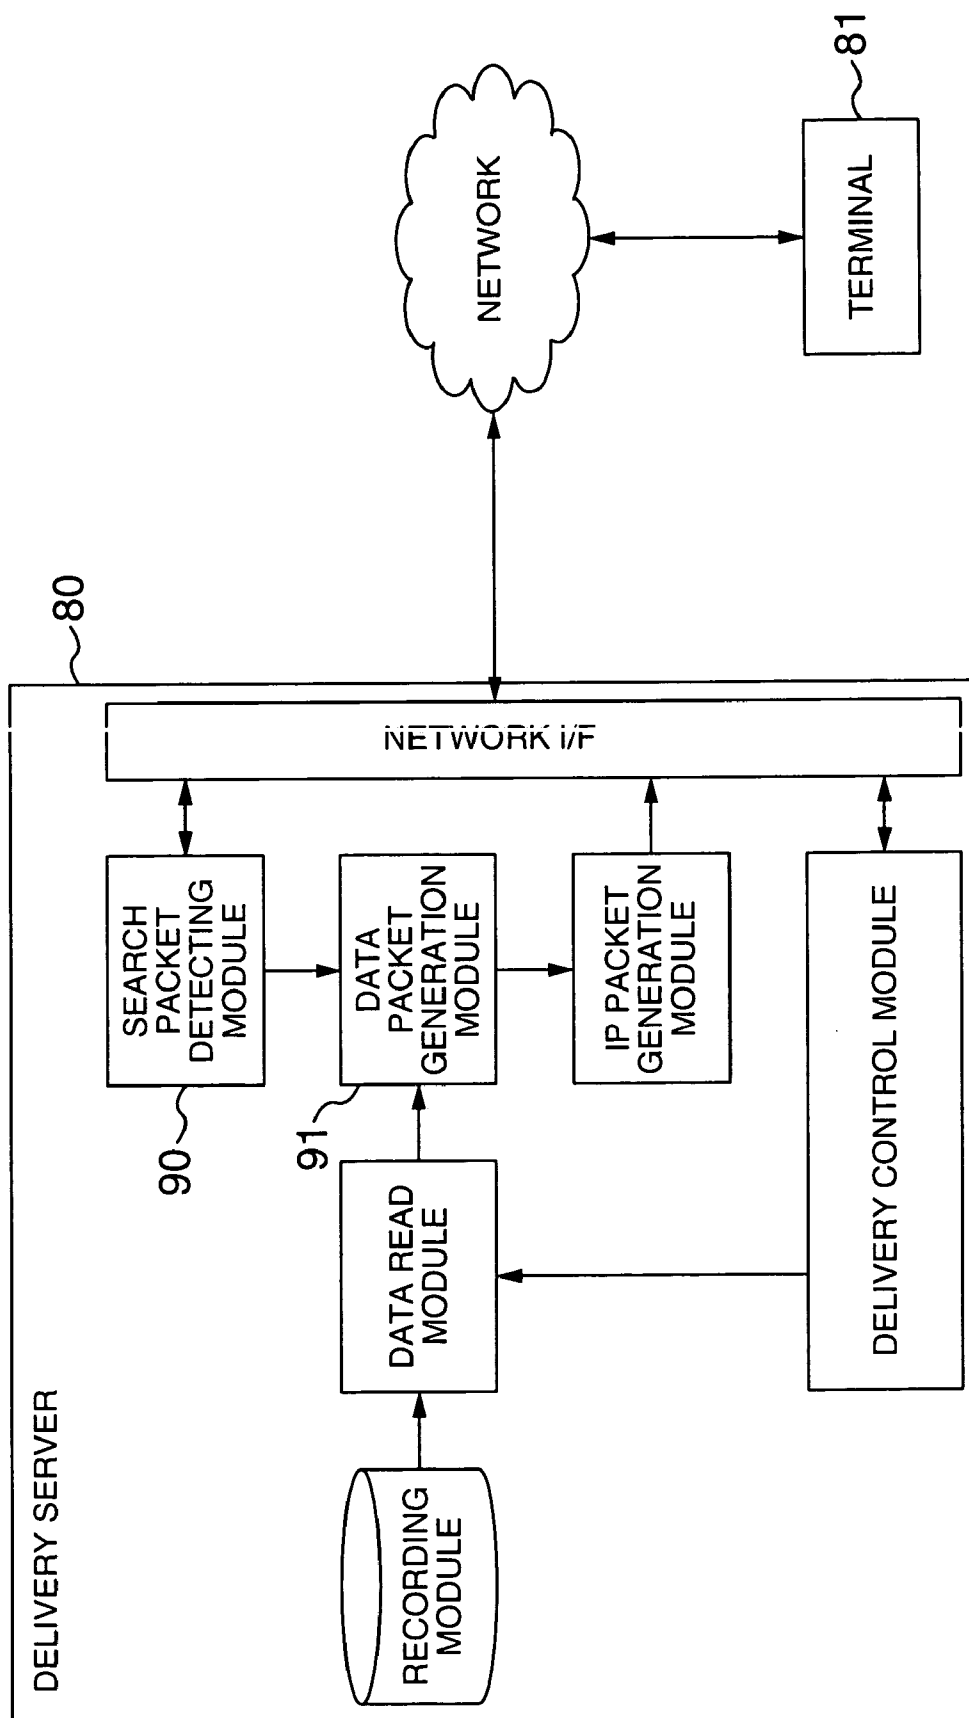 DELIVERY SERVER
80
SEARCH
PACKET
DETECTING
MODULE
90
NETWORK I/F
NETWORK
RECORDING
MODULE
DATA READ
MODULE
91
DATA
PACKET
GENERATION
MODULE
IP PACKET
GENERATION
MODULE
DELIVERY CONTROL MODULE
TERMINAL
81